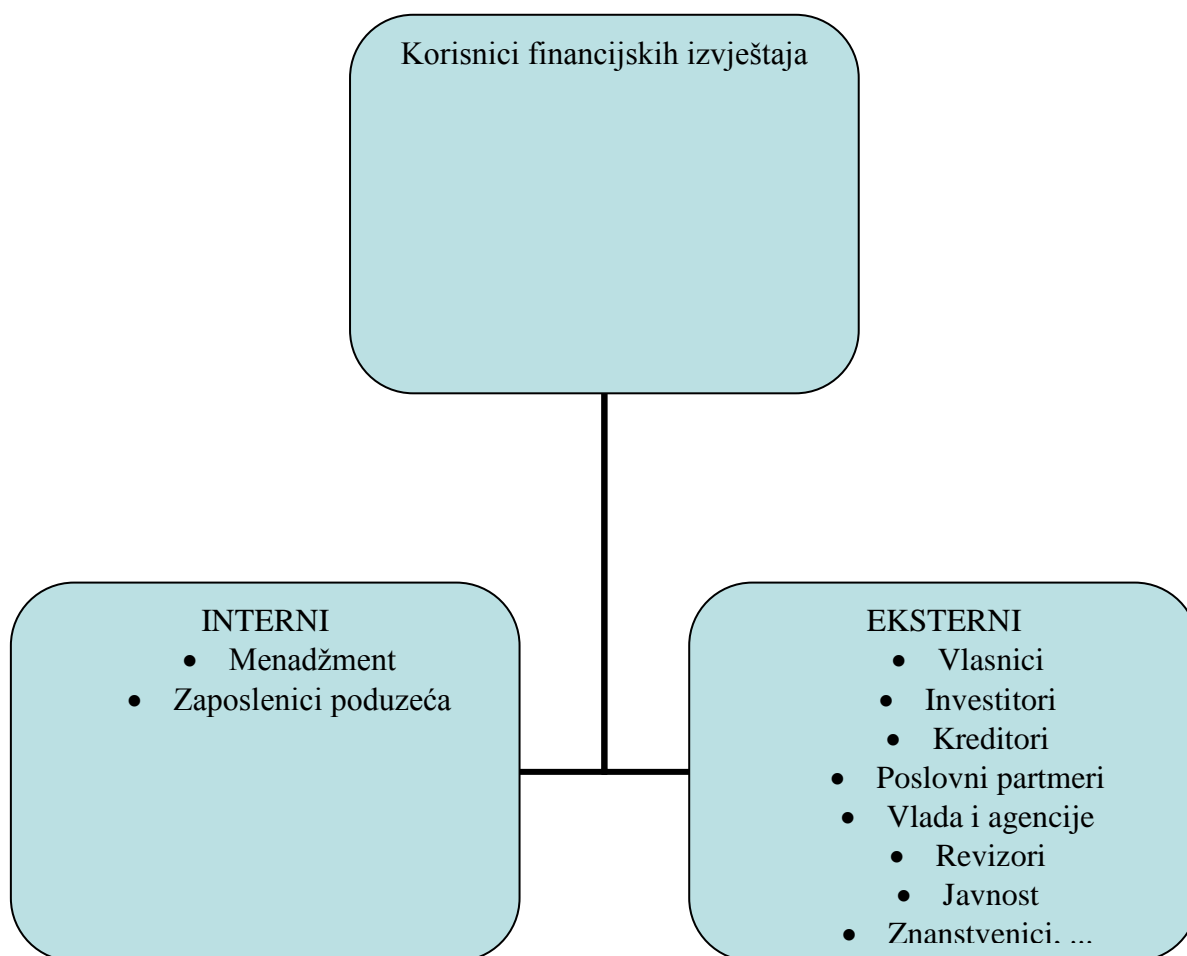 Korisnici financijskih izvještaja
INTERNI
• Menadžment
• Zaposlenici poduzeća
EKSTERNI
• Vlasnici
• Investitori
• Kreditori
• Poslovni partmeri
• Vlada i agencije
• Revizori
• Javnost
• Znanstvenici, ...